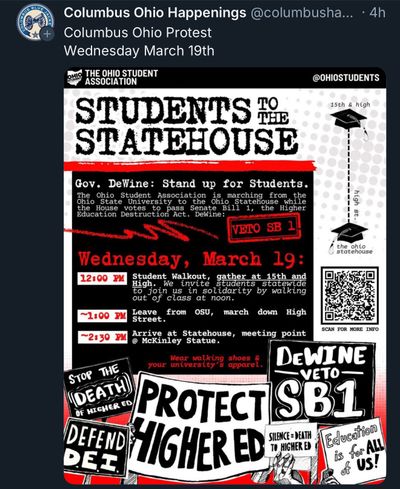 Columbus Ohio Happenings @columbusha... · 4h
Columbus Ohio Protest
Wednesday March 19th
THE OHIO STUDENT
ASSOCIATION
@OHIOSTUDENTS
STUDENTS TO THE
STATEHOUSE
15th & high
high st.
the ohio
statehouse
Gov. DeWine: Stand up for Students.
The Ohio Student Association is marching from the
Ohio State University to the Ohio Statehouse while
the House votes to pass Senate Bill 1, the Higher
Education Destruction Act. DeWine:
VETO SB 1
Wednesday, March 19:
12:00 PM Student Walkout, gather at 15th and
High. We invite students statewide
to join us in solidarity by walking
out of class at noon.
~1:00 PM Leave from OSU, march down High
Street.
~2:30 PM Arrive at Statehouse, meeting point
@ McKinley Statue.
SCAN FOR MORE INFO
Wear walking shoes &
your university's apparel.
STOP THE
(DEATH)
OF HIGHER ED
DEFEND
DEI
PROTECT
HIGHER ED
SILENCE=DEATH
TO HIGHER ED
DeWINE
VETO
SB1
Education
is for ALL
of US!